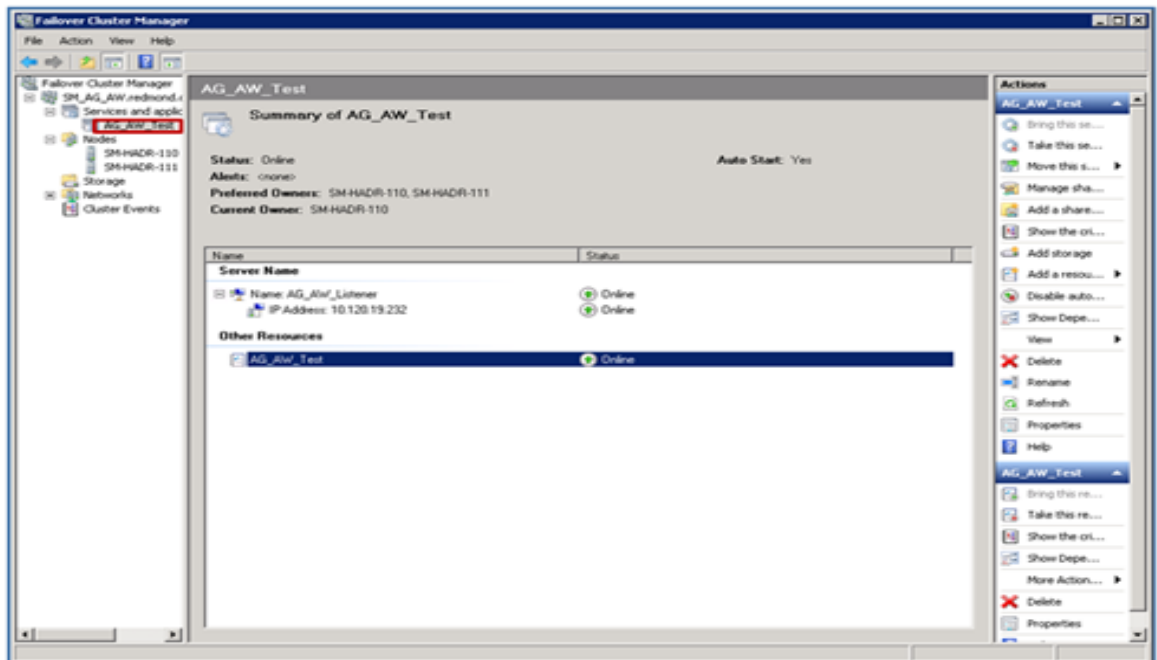 Failover Cluster Manager
File Action View Help
Failover Cluster Manager
SM_AG_AW.redmond.c
Services and applic
AG_AW_Test
Nodes
SM-HADR-110
SM-HADR-111
Storage
Networks
Cluster Events
AG_AW_Test
Summary of AG_AW_Test
Status: Online
Auto Start: Yes
Alerts: <none>
Preferred Owners: SM-HADR-110, SM-HADR-111
Current Owner: SM-HADR-110
Name Status
Server Name
Name: AG_AW_Listener Online
IP Address: 10.120.19.232 Online
Other Resources
AG_AW_Test Online
Actions
AG_AW_Test
Bring this se....
Take this se....
Move this s....
Manage sha....
Add a share....
Show the cri....
Add storage
Add a resou....
Disable auto....
Show Depe....
View
Delete
Rename
Refresh
Properties
Help
AG_AW_Test
Bring this re....
Take this re....
Show the cri....
Show Depe....
More Action....
Delete
Properties